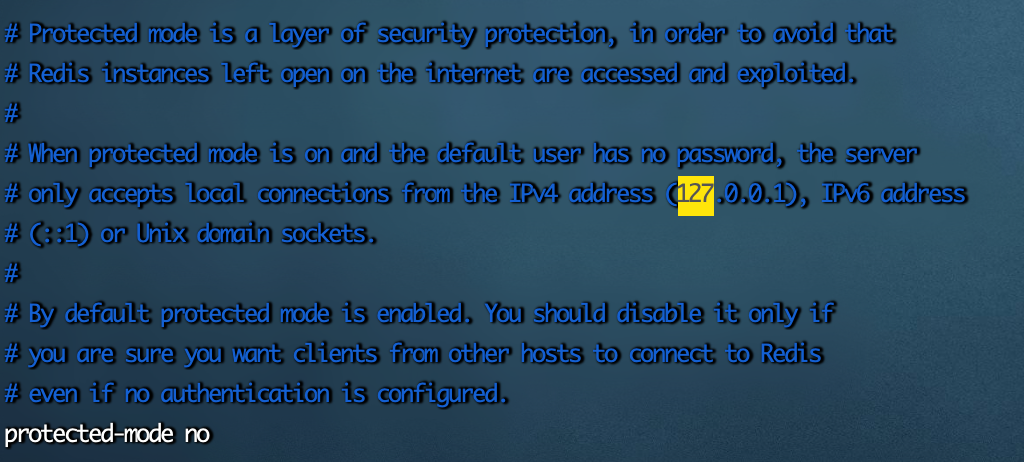 # Protected mode is a layer of security protection, in order to avoid that
# Redis instances left open on the internet are accessed and exploited.
#
# When protected mode is on and the default user has no password, the server
# only accepts local connections from the IPv4 address (127.0.0.1), IPv6 address
# (::1) or Unix domain sockets.
#
# By default protected mode is enabled. You should disable it only if
# you are sure you want clients from other hosts to connect to Redis
# even if no authentication is configured.
protected-mode no